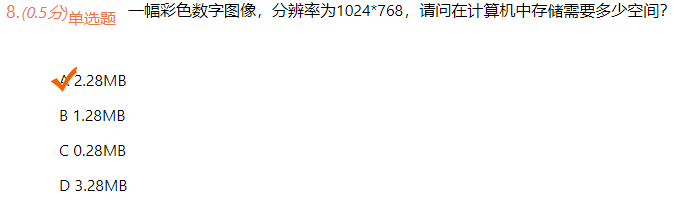 8.(0.5分)单选题 一幅彩色数字图像，分辨率为1024*768，请问在计算机中存储需要多少空间？
A 2.28MB
B 1.28MB
C 0.28MB
D 3.28MB